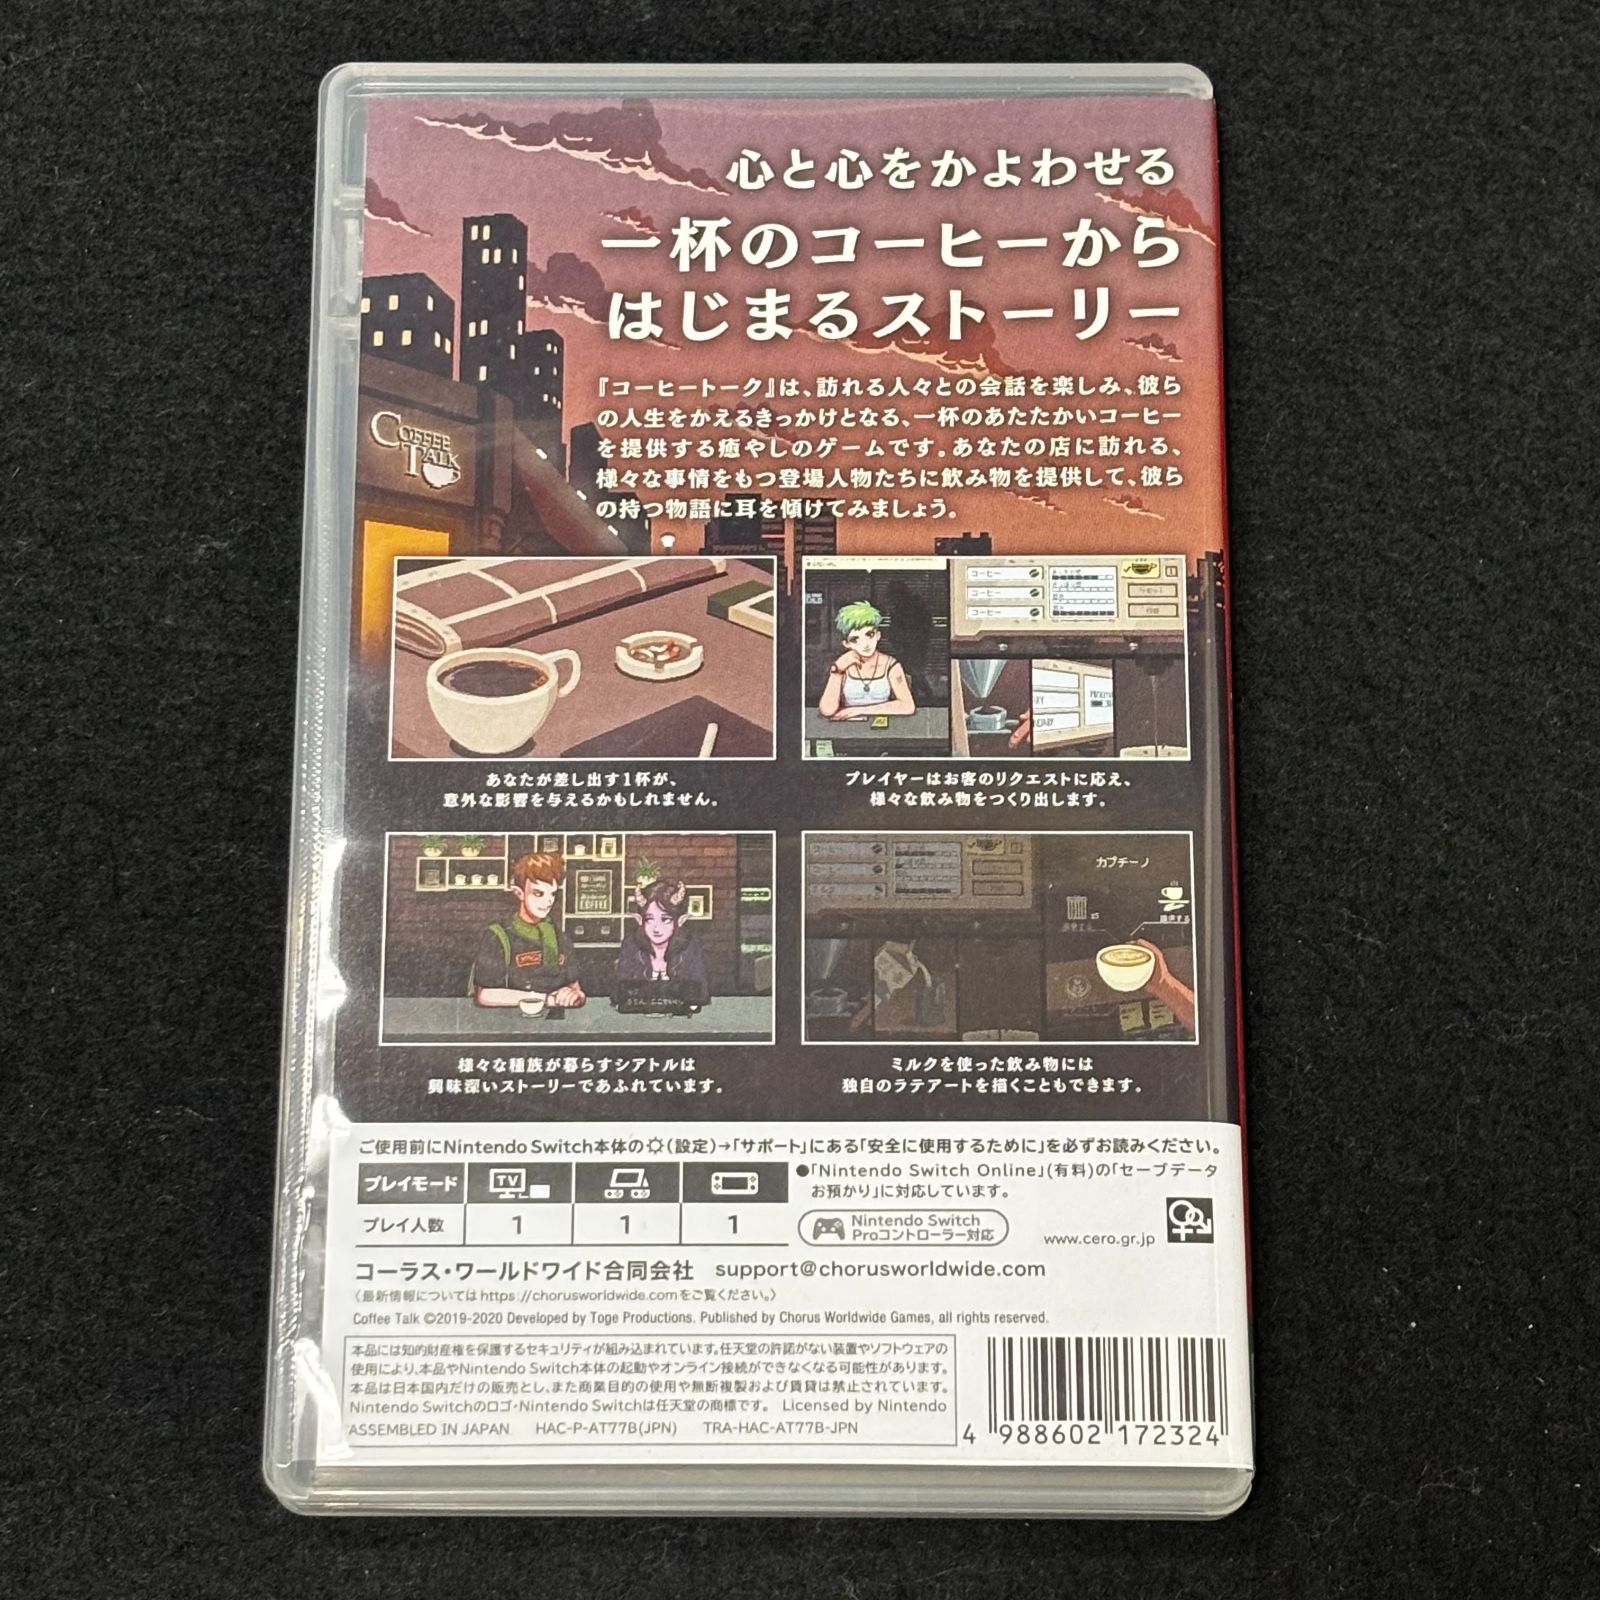 心と心をかよわせる
一杯のコーヒーから
はじまるストーリー
『コーヒートーク』は、訪れる人々との会話を楽しみ、彼ら
の人生をかえるきっかけとなる、一杯のあたたかいコーヒー
を提供する癒やしのゲームです。あなたの店に訪れる、
様々な事情をもつ登場人物たちに飲み物を提供して、彼ら
の持つ物語に耳を傾けてみましょう。
COFFEE
TALK
コーヒー
コーヒー
コーヒー
あなたが差し出す1杯が、
意外な影響を与えるかもしれません。
プレイヤーはお客のリクエストに応え、
様々な飲み物をつくり出します。
コーヒー
コーヒー
ミルク
カプチーノ
提供する
様々な種族が暮らすシアトルは
興味深いストーリーであふれています。
ミルクを使った飲み物には
独自のラテアートを描くこともできます。
ご使用前にNintendo Switch本体の(設定)→「サポート」にある「安全に使用するために」を必ずお読みください。
プレイモード TV
プレイ人数 1 1 1
●「Nintendo Switch Online」(有料)の「セーブデータ
お預かり」に対応しています。
Nintendo Switch
Proコントローラー対応
www.cero.gr.jp
コーラス・ワールドワイド合同会社 support@chorusworldwide.com
〈最新情報については https://chorusworldwide.com をご覧ください。〉
Coffee Talk ©2019-2020 Developed by Toge Productions. Published by Chorus Worldwide Games, all rights reserved.
本品には知的財産権を保護するセキュリティが組み込まれています。任天堂の許諾がない装置やソフトウェアの
使用により、本品やNintendo Switch本体の起動やオンライン接続ができなくなる可能性があります。
本品は日本国内だけの販売とし、また商業目的の使用や無断複製および賃貸は禁止されています。
Nintendo Switchのロゴ・Nintendo Switchは任天堂の商標です。 Licensed by Nintendo
ASSEMBLED IN JAPAN HAC-P-AT77B(JPN) TRA-HAC-AT77B-JPN
4 988602 172324